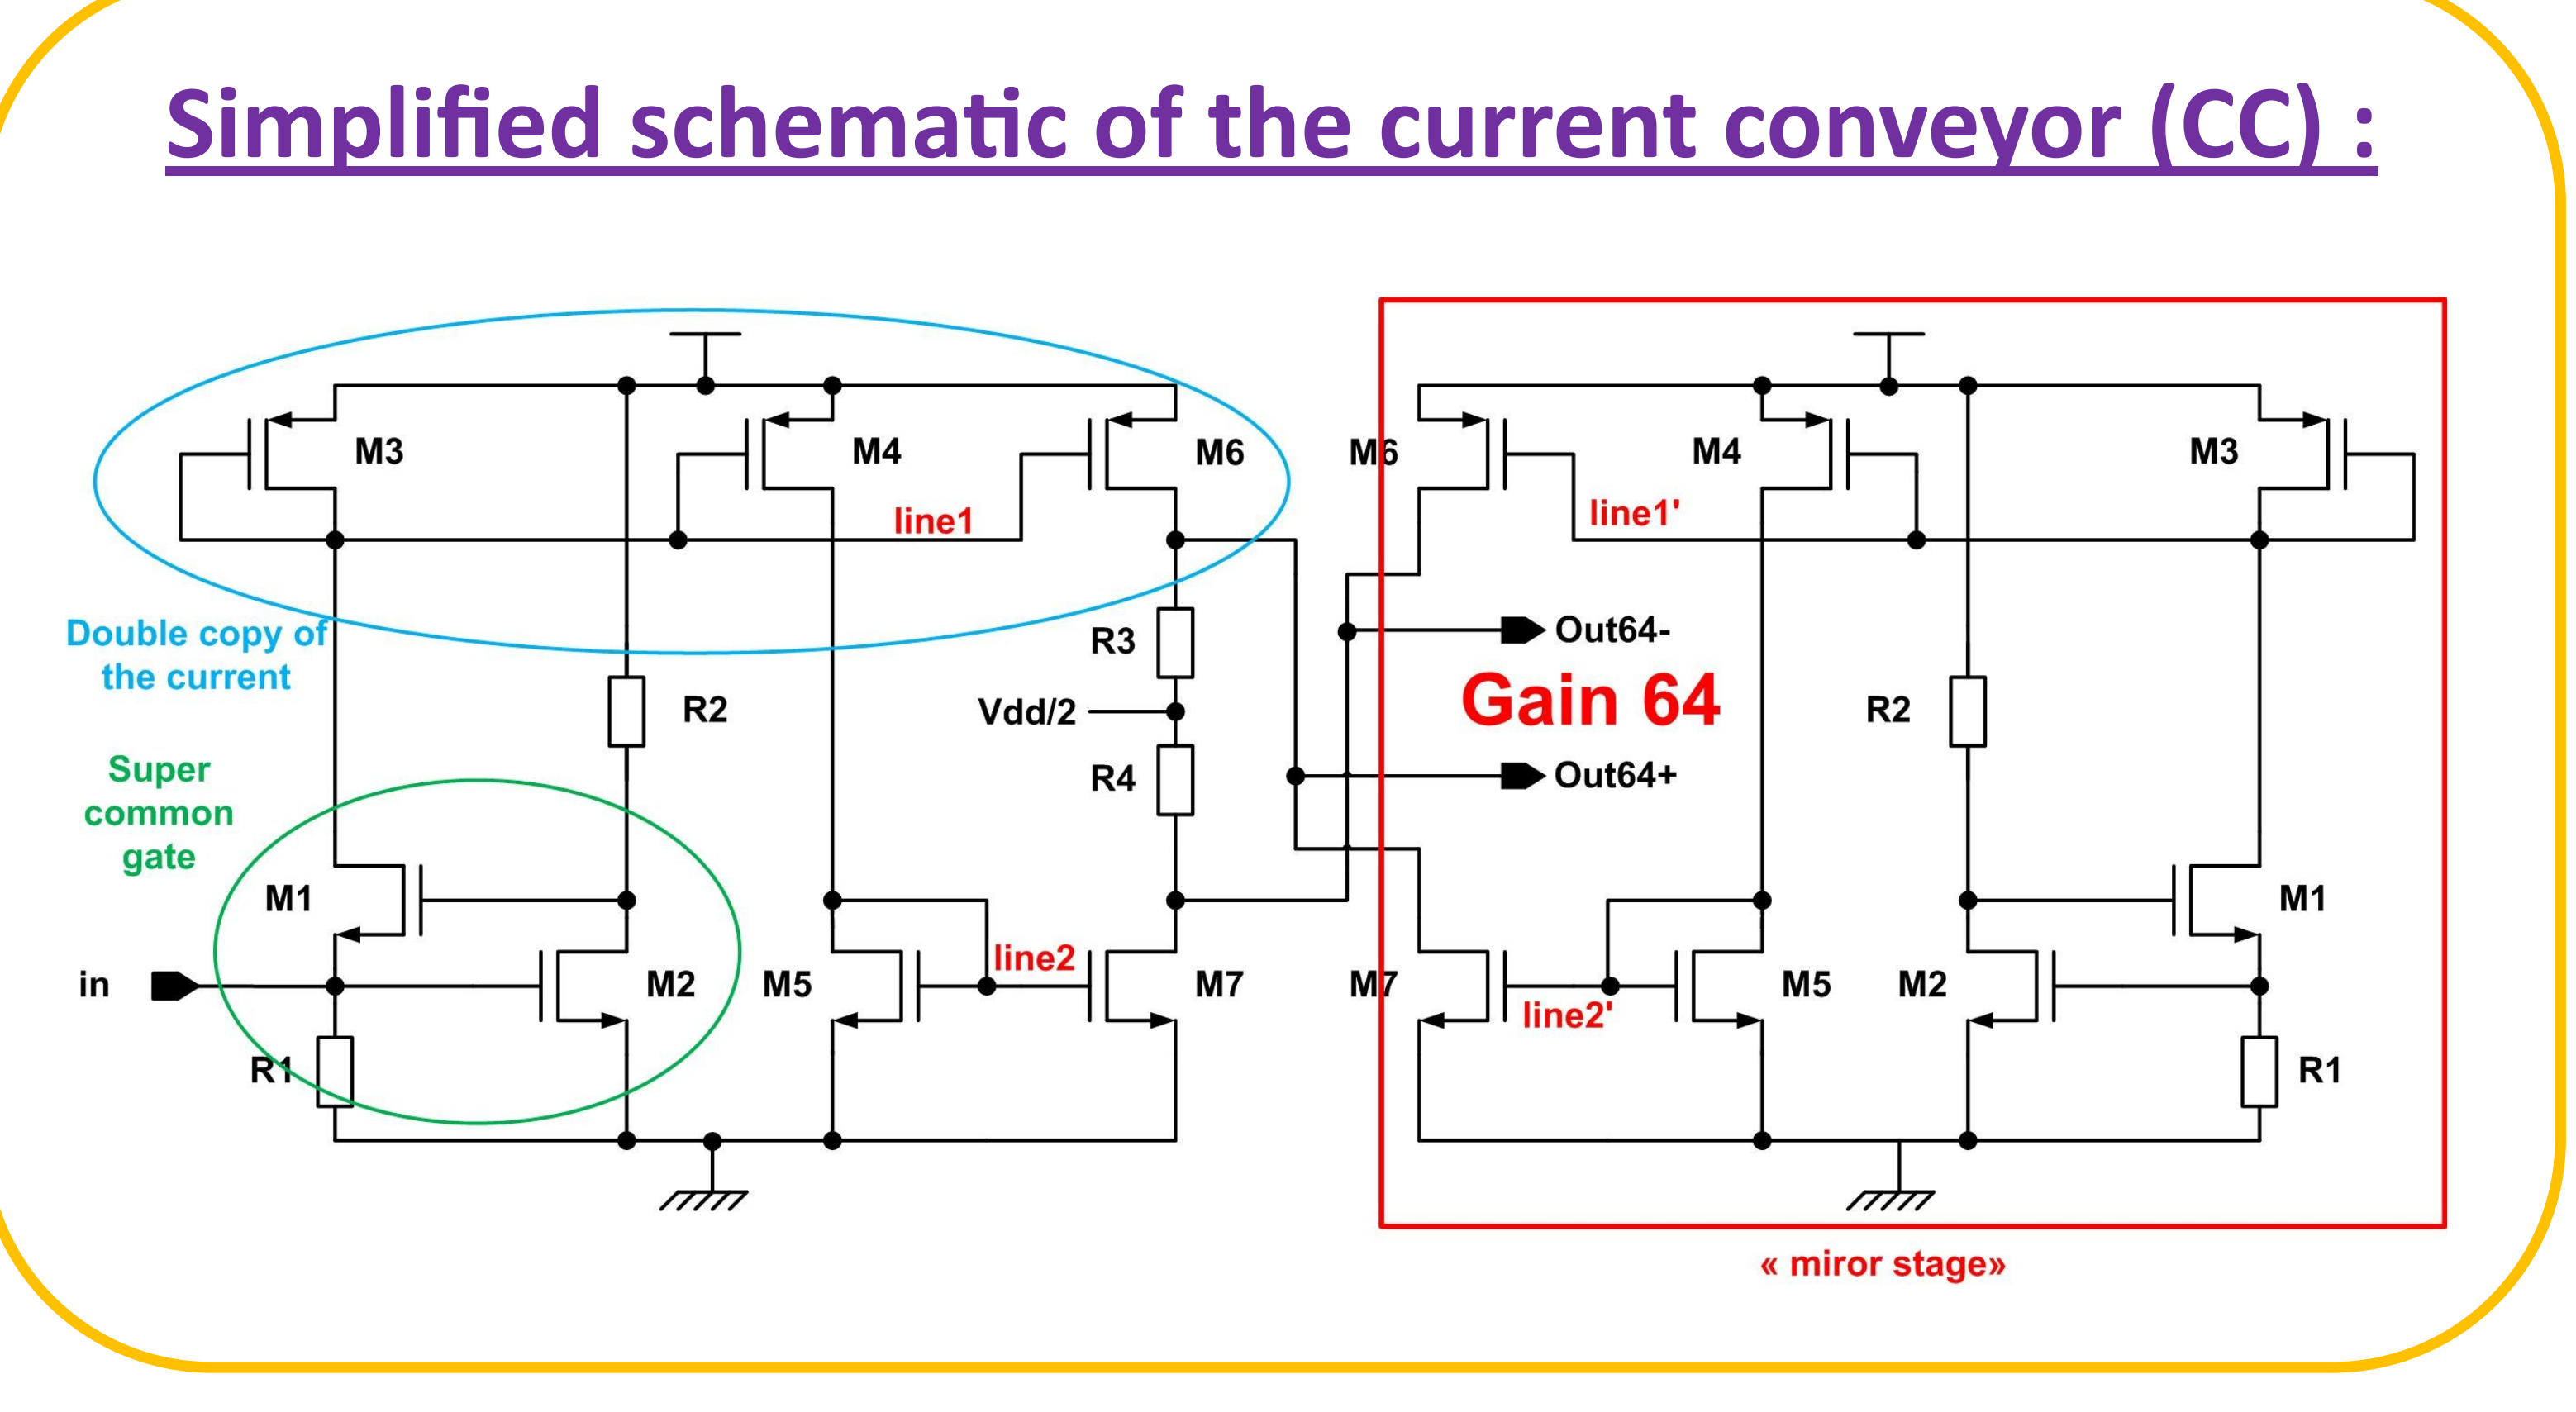 Simplified schematic of the current conveyor (CC) :
M3
M4
M6
M6
M4
M3
line1
line1'
Double copy of
the current
R3
Out64-
R2
Vdd/2
Gain 64
R2
Super
common
gate
R4
Out64+
M1
M1
in
M2
M5
line2
M7
M7
line2'
M5
M2
R1
R1
« miror stage»